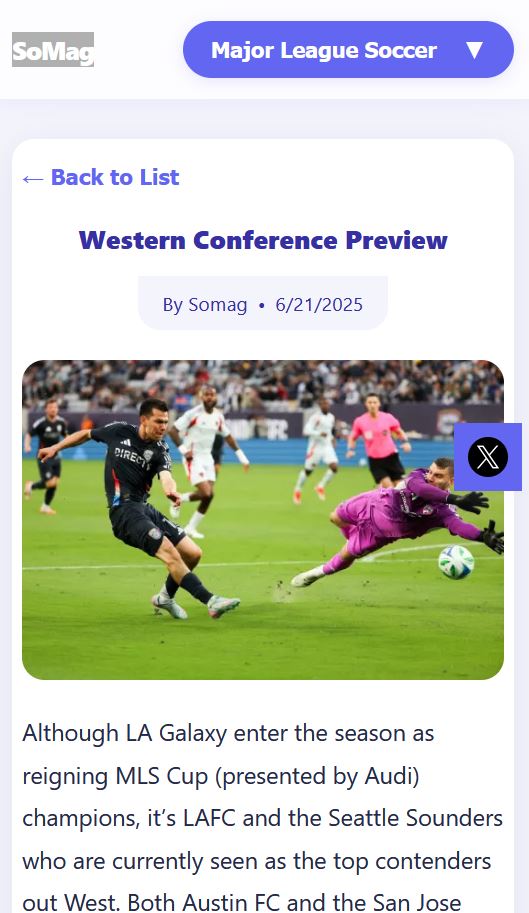 SoMag
Major League Soccer ▼
← Back to List
Western Conference Preview
By Somag • 6/21/2025
DIRECTV
Although LA Galaxy enter the season as
reigning MLS Cup (presented by Audi)
champions, it’s LAFC and the Seattle Sounders
who are currently seen as the top contenders
out West. Both Austin FC and the San Jose